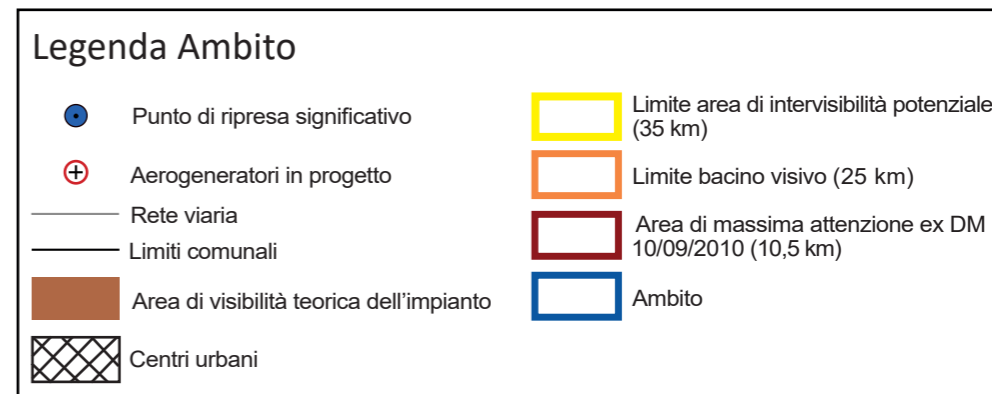 Legenda Ambito
Punto di ripresa significativo
Aerogeneratori in progetto
Rete viaria
Limiti comunali
Area di visibilità teorica dell'impianto
Centri urbani
Limite area di intervisibilità potenziale
(35 km)
Limite bacino visivo (25 km)
Area di massima attenzione ex DM
10/09/2010 (10,5 km)
Ambito